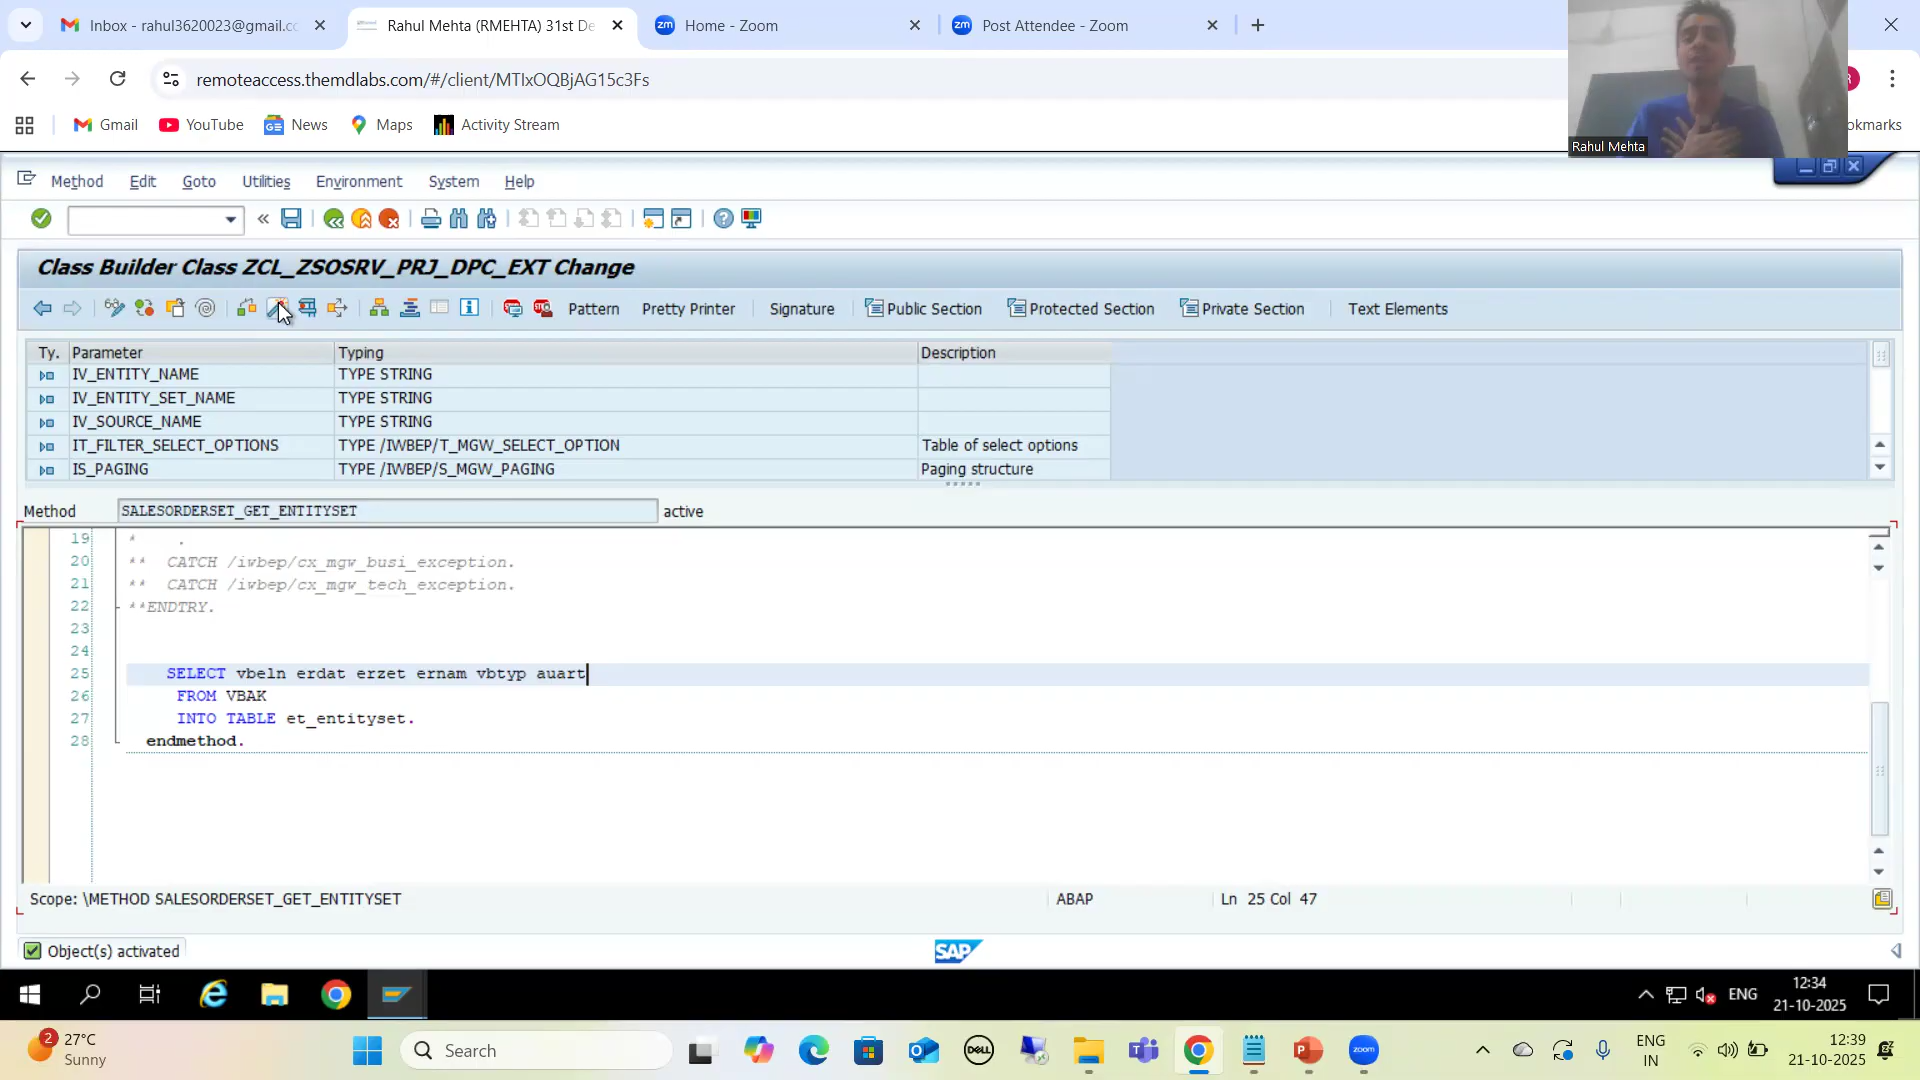 Inbox - rahul3620023@gmail.cc
Rahul Mehta (RMEHTA) 31st De
Home - Zoom
Post Attendee - Zoom
remoteaccess.themdlabs.com/#/client/MTIxOQBjAG15c3Fs
Gmail
YouTube
News
Maps
Activity Stream
okmarks
Rahul Mehta
Method
Edit
Goto
Utilities
Environment
System
Help
Class Builder Class ZCL_ZSOSRV_PRJ_DPC_EXT Change
Pattern
Pretty Printer
Signature
Public Section
Protected Section
Private Section
Text Elements
Ty. Parameter Typing Description
IV_ENTITY_NAME TYPE STRING
IV_ENTITY_SET_NAME TYPE STRING
IV_SOURCE_NAME TYPE STRING
IT_FILTER_SELECT_OPTIONS TYPE /IWBEP/T_MGW_SELECT_OPTION Table of select options
IS_PAGING TYPE /IWBEP/S_MGW_PAGING Paging structure
Method SALESORDERSET_GET_ENTITYSET active
19 * .
20 ** CATCH /iwbep/cx_mgw_busi_exception.
21 ** CATCH /iwbep/cx_mgw_tech_exception.
22 **ENDTRY.
23
24
25 SELECT vbeln erdat erzet ernam vbtyp auart
26 FROM VBAK
27 INTO TABLE et_entityset.
28 endmethod.
Scope: \METHOD SALESORDERSET_GET_ENTITYSET
ABAP
Ln 25 Col 47
Object(s) activated
SAP
ENG
12:34
21-10-2025
2
27°C
Sunny
Search
DELL
zoom
ENG
IN
12:39
21-10-2025